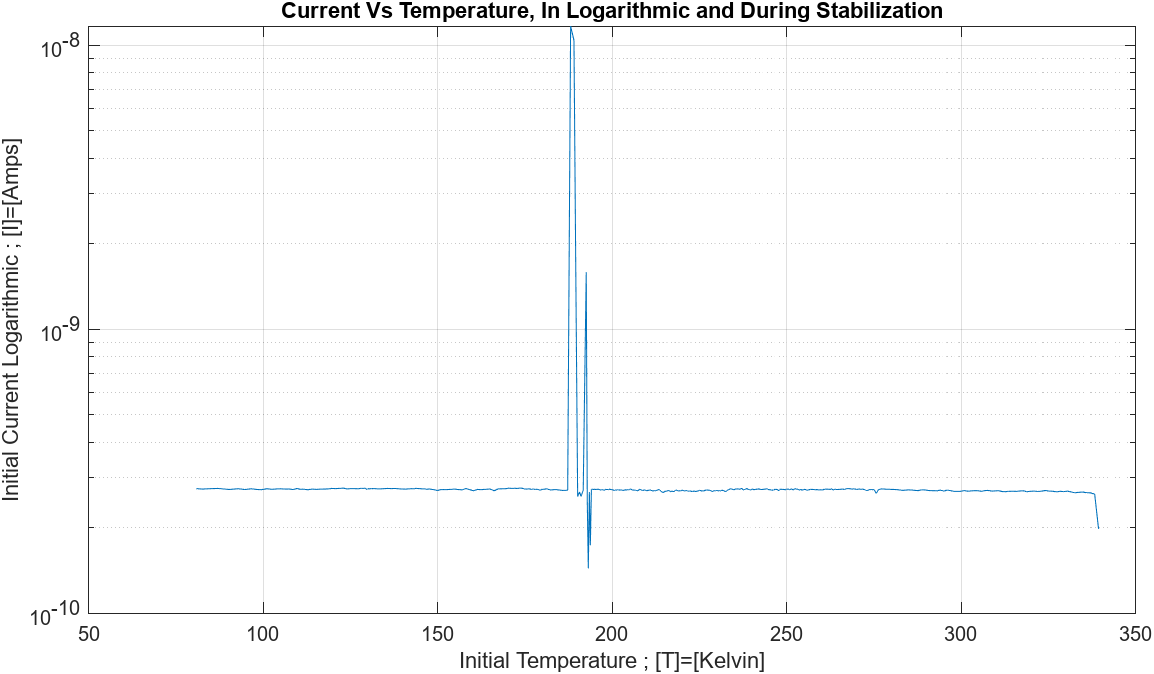 Current Vs Temperature, In Logarithmic and During Stabilization
Initial Current Logarithmic ; [I]=[Amps]
10-8
10-9
10-10
50 100 150 200 250 300 350
Initial Temperature ; [T]=[Kelvin]